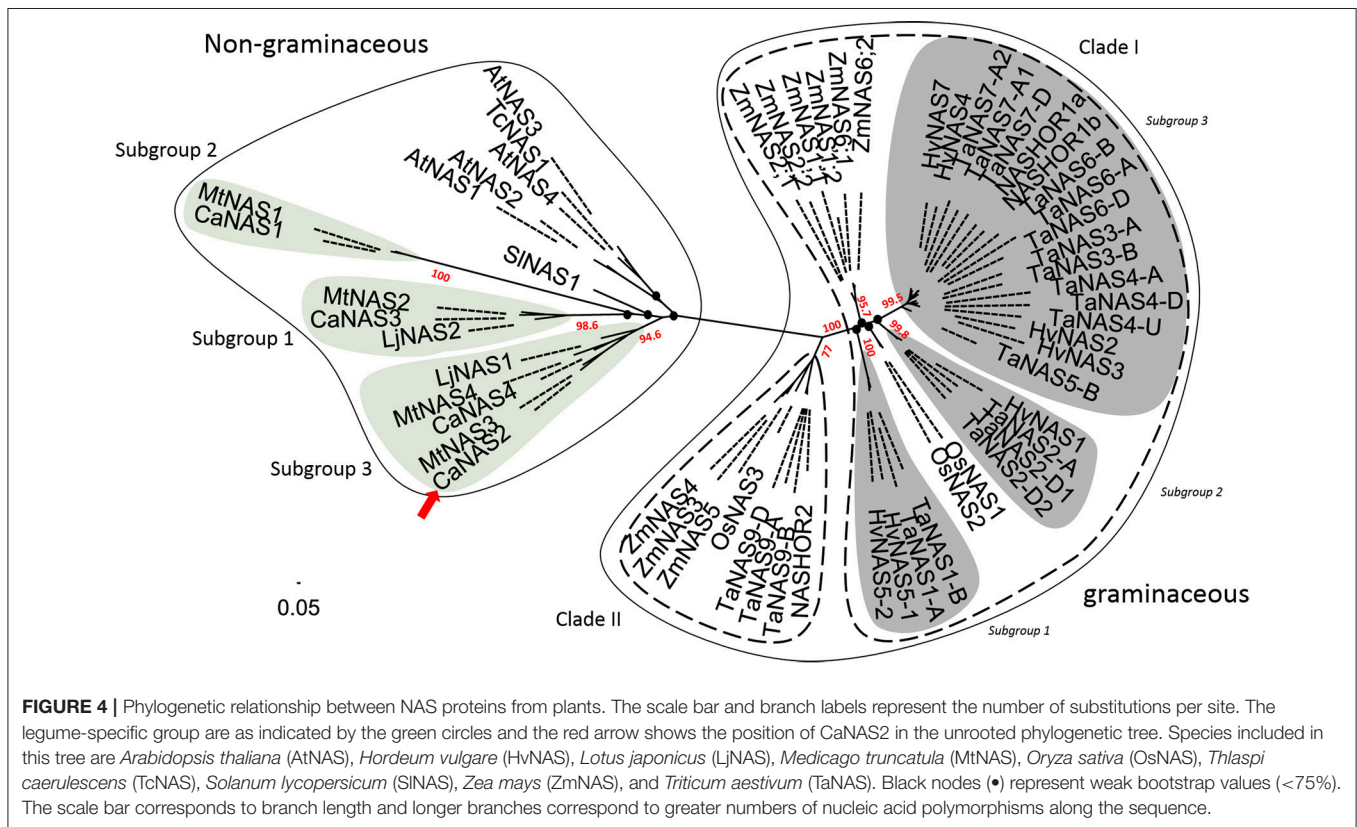 Non-graminaceous
Clade I
Subgroup 3
Subgroup 2
AtNAS3
TcNAS1
AtNAS4
AtNAS2
AtNAS1
SlNAS1
MtNAS1
CaNAS1
100
Subgroup 1
MtNAS2
CaNAS3
LjNAS2
98.6
94.6
Subgroup 3
LjNAS1
MtNAS4
CaNAS4
MtNAS3
CaNAS2
ZmNAS2;1
ZmNAS2;2
ZmNAS1;1
ZmNAS1;2
ZmNAS6;1
ZmNAS6;2
HvNAS7
HvNAS4
TaNAS7-A2
TaNAS7-A1
TaNAS7-D
NASHOR1a
NASHOR1b
TaNAS6-B
TaNAS6-A
TaNAS6-D
TaNAS3-A
TaNAS3-B
TaNAS4-A
TaNAS4-D
TaNAS4-U
HvNAS2
HvNAS3
TaNAS5-B
95.7
99.5
99.8
100
100
77
HvNAS1
TaNAS2-A
TaNAS2-D1
TaNAS2-D2
Subgroup 2
OsNAS1
OsNAS2
TaNAS1-B
TaNAS1-A
HvNAS5-1
HvNAS5-2
Subgroup 1
graminaceous
ZmNAS4
ZmNAS3
ZmNAS5
OsNAS3
TaNAS9-D
TaNAS9-A
TaNAS9-B
NASHOR2
Clade II
0.05
FIGURE 4 | Phylogenetic relationship between NAS proteins from plants. The scale bar and branch labels represent the number of substitutions per site. The
legume-specific group are as indicated by the green circles and the red arrow shows the position of CaNAS2 in the unrooted phylogenetic tree. Species included in
this tree are Arabidopsis thaliana (AtNAS), Hordeum vulgare (HvNAS), Lotus japonicus (LjNAS), Medicago truncatula (MtNAS), Oryza sativa (OsNAS), Thlaspi
caerulescens (TcNAS), Solanum lycopersicum (SlNAS), Zea mays (ZmNAS), and Triticum aestivum (TaNAS). Black nodes (•) represent weak bootstrap values (<75%).
The scale bar corresponds to branch length and longer branches correspond to greater numbers of nucleic acid polymorphisms along the sequence.